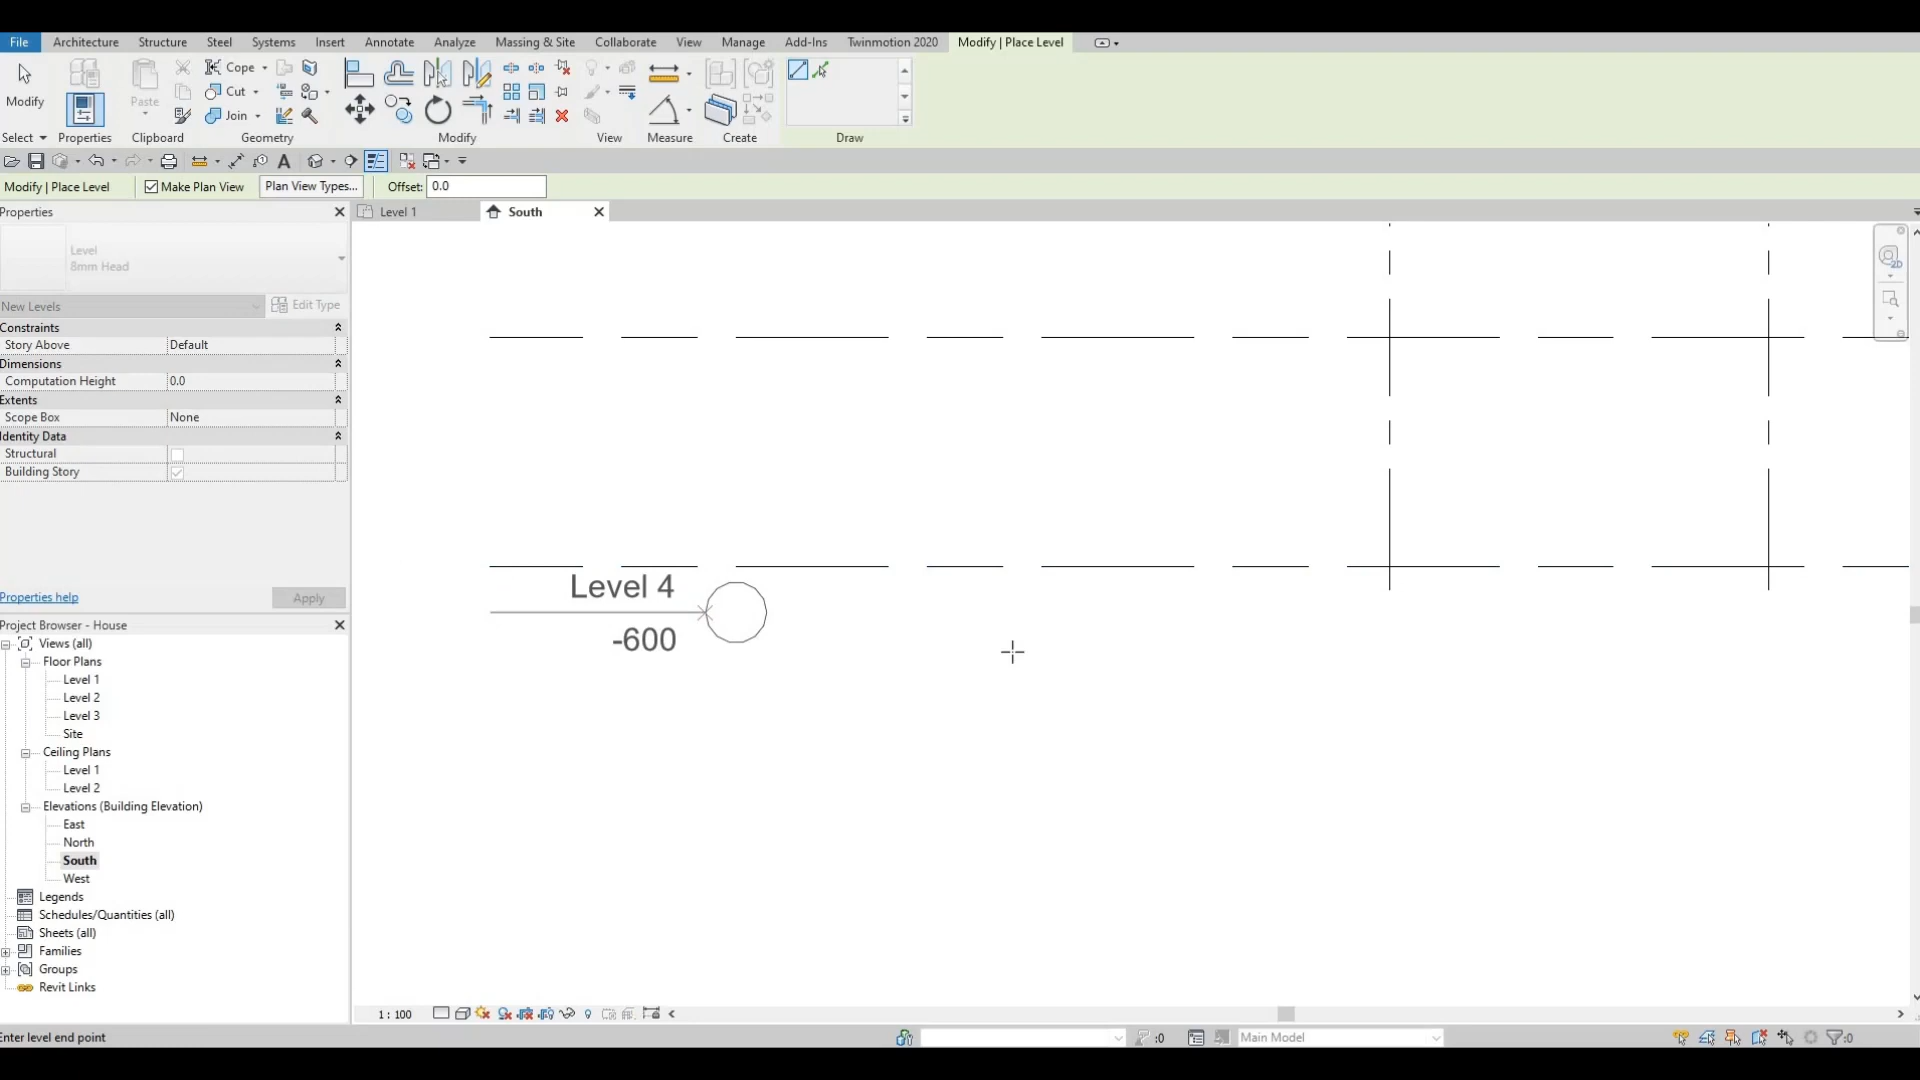 File Architecture Structure Steel Systems Insert Annotate Analyze Massing & Site Collaborate View Manage Add-Ins Twinmotion 2020 Modify | Place Level
Modify Paste Cope Cut Join
Select Properties Clipboard Geometry Modify View Measure Create Draw
Modify | Place Level Make Plan View Plan View Types... Offset: 0.0
Properties
Level 1
South
Level
8mm Head
New Levels Edit Type
Constraints
Story Above Default
Dimensions
Computation Height 0.0
Extents
Scope Box None
Identity Data
Structural
Building Story
Level 4
-600
Properties help Apply
Project Browser - House
Views (all)
Floor Plans
Level 1
Level 2
Level 3
Site
Ceiling Plans
Level 1
Level 2
Elevations (Building Elevation)
East
North
South
West
Legends
Schedules/Quantities (all)
Sheets (all)
Families
Groups
Revit Links
1 : 100
Enter level end point :0 Main Model :0
2D